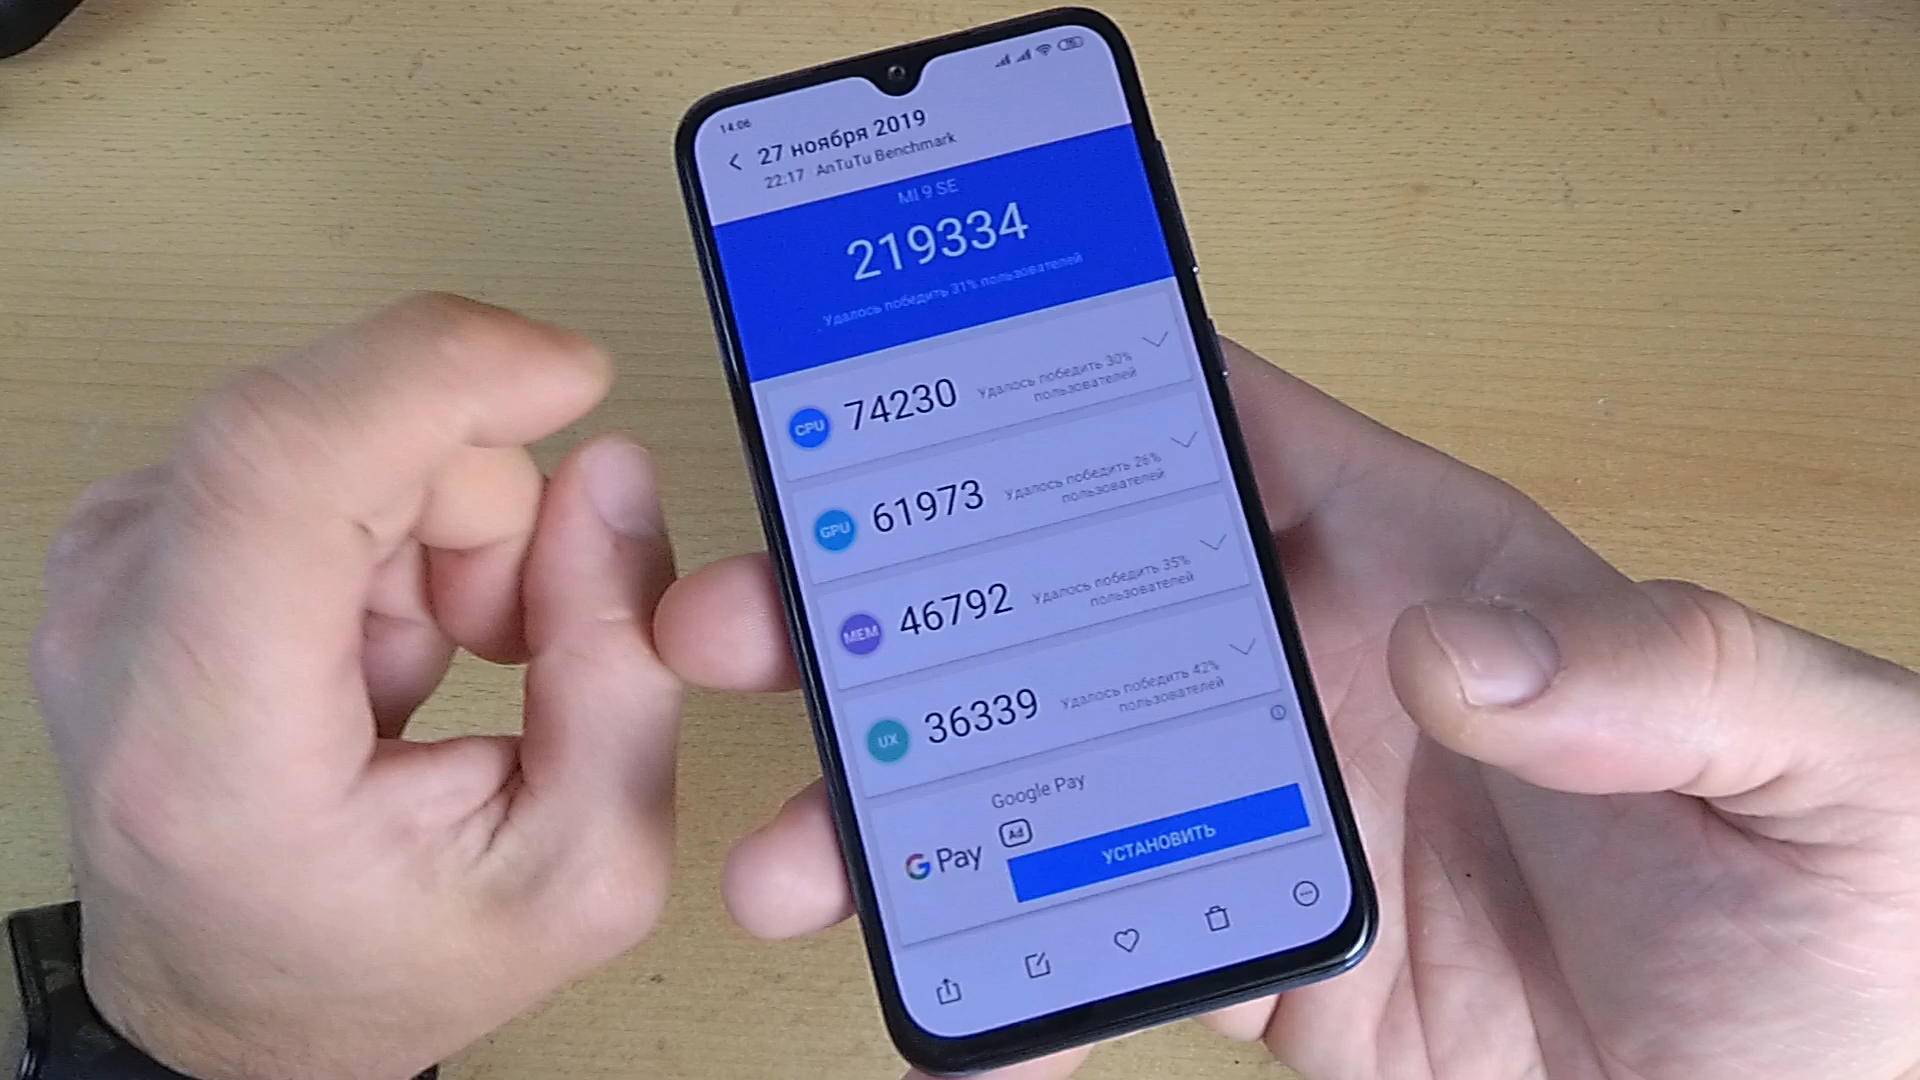 14:06
27 ноября 2019
22:17 AnTuTu Benchmark
MI 9 SE
219334
Удалось победить 31% пользователей
CPU 74230 Удалось победить 30%
пользователей
GPU 61973 Удалось победить 26%
пользователей
MEM 46792 Удалось победить 35%
пользователей
UX 36339 Удалось победить 42%
пользователей
Google Pay
Ad
G Pay
УСТАНОВИТЬ